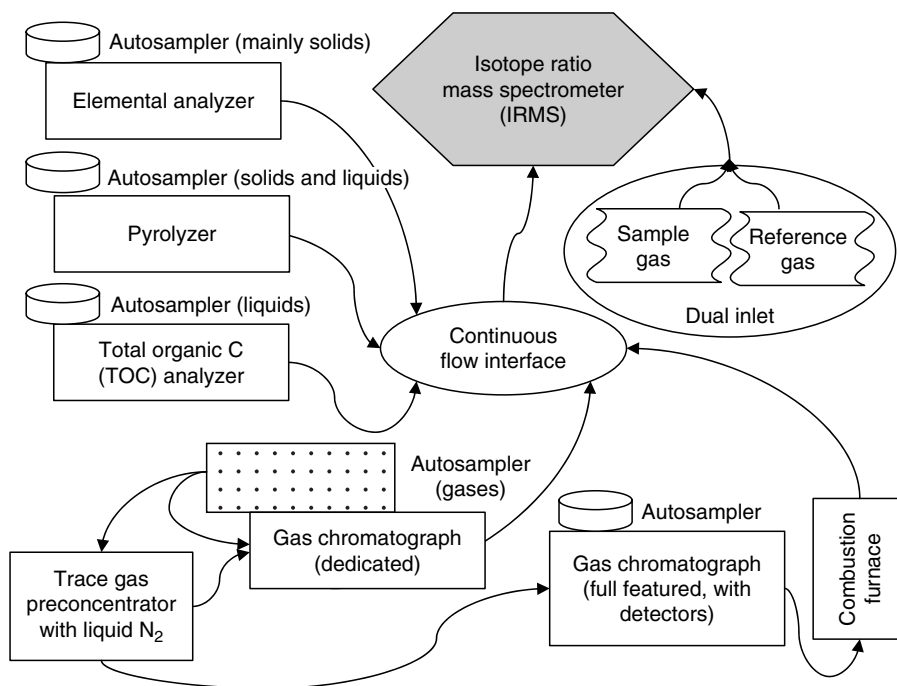 Autosampler (mainly solids)
Elemental analyzer
Isotope ratio
mass spectrometer
(IRMS)
Autosampler (solids and liquids)
Pyrolyzer
Sample
gas
Reference
gas
Dual inlet
Autosampler (liquids)
Total organic C
(TOC) analyzer
Continuous
flow interface
Autosampler
(gases)
Gas chromatograph
(dedicated)
Trace gas
preconcentrator
with liquid N₂
Autosampler
Gas chromatograph
(full featured, with
detectors)
Combustion
furnace